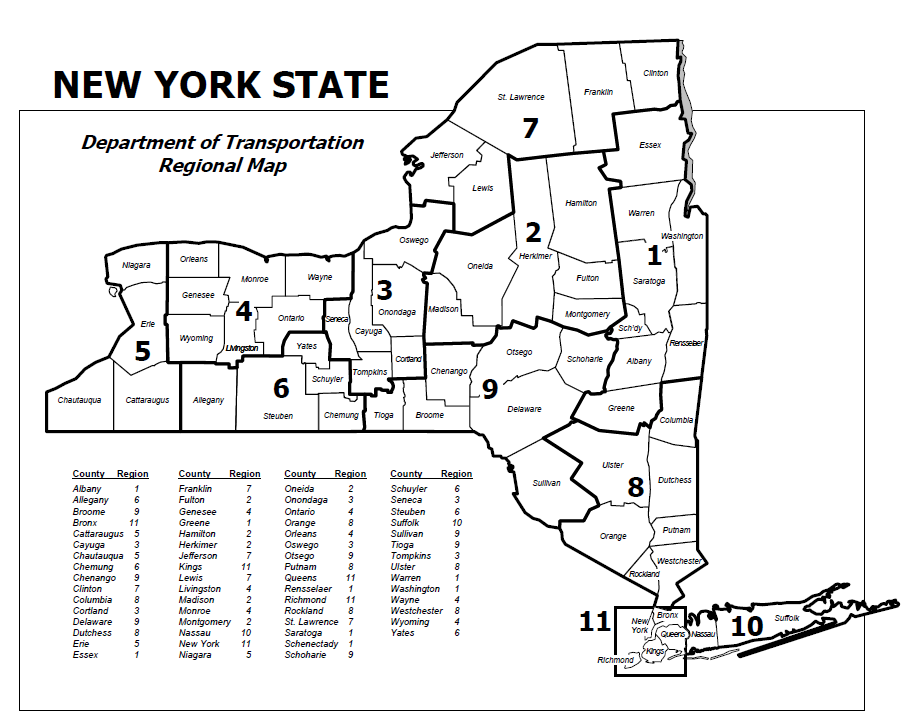 NEW YORK STATE
Department of Transportation
Regional Map
Clinton
Franklin
St. Lawrence
7
Essex
Jefferson
Lewis
Hamilton
Warren
Washington
2
Herkimer
1
Oswego
Oneida
Saratoga
Fulton
Niagara
Orleans
Monroe
Wayne
Genesee
4
Ontario
Seneca
3
Onondaga
Madison
Montgomery
Erie
5
Wyoming
Livingston
Yates
Cayuga
Sch'dy
Rensseber
Otsego
Schoharie
Albany
Cortland
Tompkins
Chenango
9
Chautauqua
Cattaraugus
Allegany
6
Schuyler
Steuben
Chemung
Tioga
Broome
Delaware
Greene
Columbia
Ulster
8
Dutchess
Sullivan
Orange
Putnam
Westchester
Rockland
11
Bronx
New
York
Queens
Nassau
10
Suffolk
Kings
Richmond
County Region County Region County Region County Region
Albany 1 Franklin 7 Oneida 2 Schuyler 6
Allegany 6 Fulton 2 Onondaga 3 Seneca 3
Broome 9 Genesee 4 Ontario 4 Steuben 6
Bronx 11 Greene 1 Orange 8 Suffolk 10
Cattaraugus 5 Hamilton 2 Orleans 4 Sullivan 9
Cayuga 3 Herkimer 2 Oswego 3 Tioga 9
Chautauqua 5 Jefferson 7 Otsego 9 Tompkins 3
Chemung 6 Kings 11 Putnam 8 Ulster 8
Chenango 9 Lewis 7 Queens 11 Warren 1
Clinton 7 Livingston 4 Rensselaer 1 Washington 1
Columbia 8 Madison 2 Richmond 11 Wayne 4
Cortland 3 Monroe 4 Rockland 8 Westchester 8
Delaware 9 Montgomery 2 St. Lawrence 7 Wyoming 4
Dutchess 8 Nassau 10 Saratoga 1 Yates 6
Erie 5 New York 11 Schenectady 1
Essex 1 Niagara 5 Schoharie 9